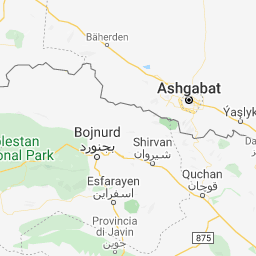 Bäherden
Ashgabat
Ýaşlyk
olestan
onal Park
Bojnurd
بجنورد
Shirvan
شیروان
Da
Quchan
قوچان
Esfarayen
اسفراین
Provincia
di Javin
جوین
875